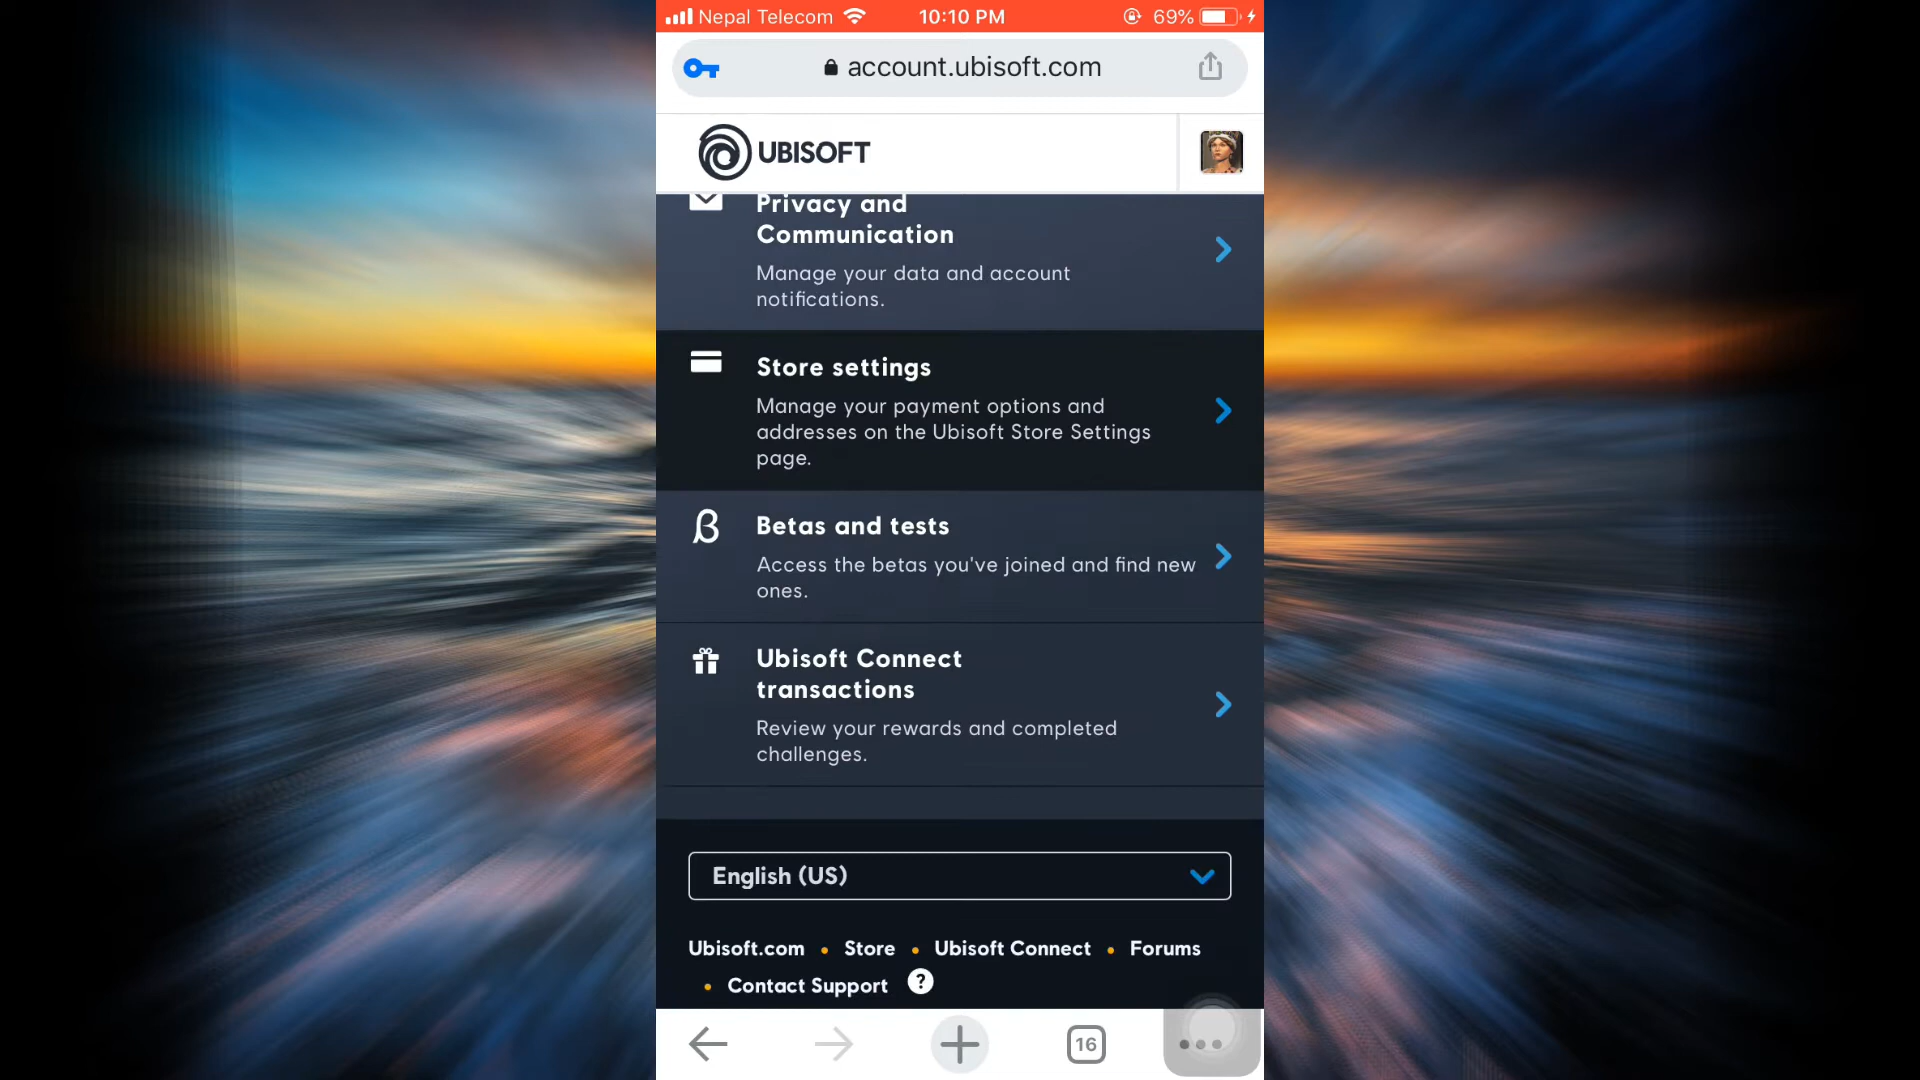 Nepal Telecom 10:10 PM 69%
account.ubisoft.com
UBISOFT
Privacy and
Communication
Manage your data and account
notifications.
Store settings
Manage your payment options and
addresses on the Ubisoft Store Settings
page.
Betas and tests
Access the betas you've joined and find new
ones.
Ubisoft Connect
transactions
Review your rewards and completed
challenges.
English (US)
Ubisoft.com • Store • Ubisoft Connect • Forums
• Contact Support ?
16